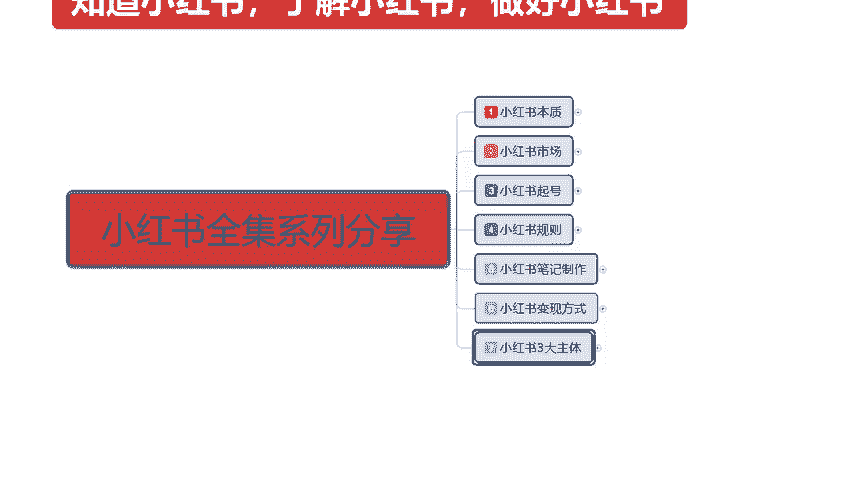 知道小红书，了解小红书，做好小红书
小红书全集系列分享
1 小红书本质
2 小红书市场
3 小红书起号
4 小红书规则
小红书笔记制作
小红书变现方式
小红书3大主体